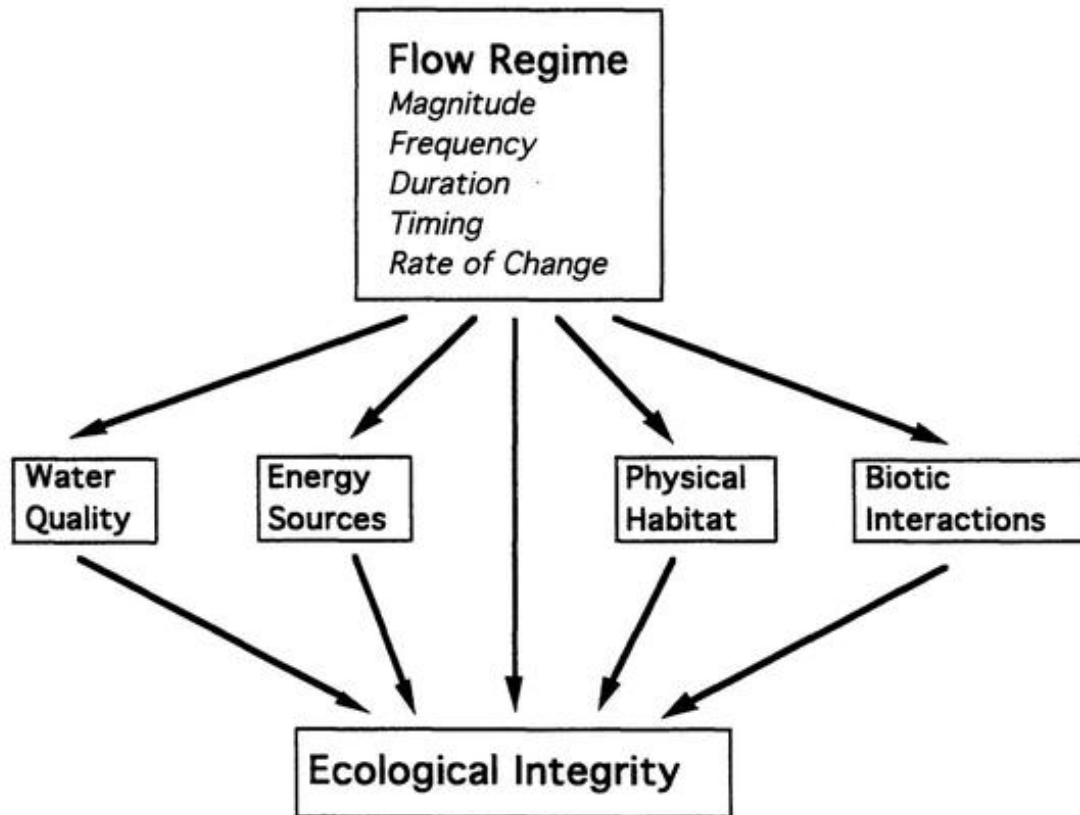 Flow Regime
Magnitude
Frequency
Duration
Timing
Rate of Change
Water
Quality
Energy
Sources
Physical
Habitat
Biotic
Interactions
Ecological Integrity